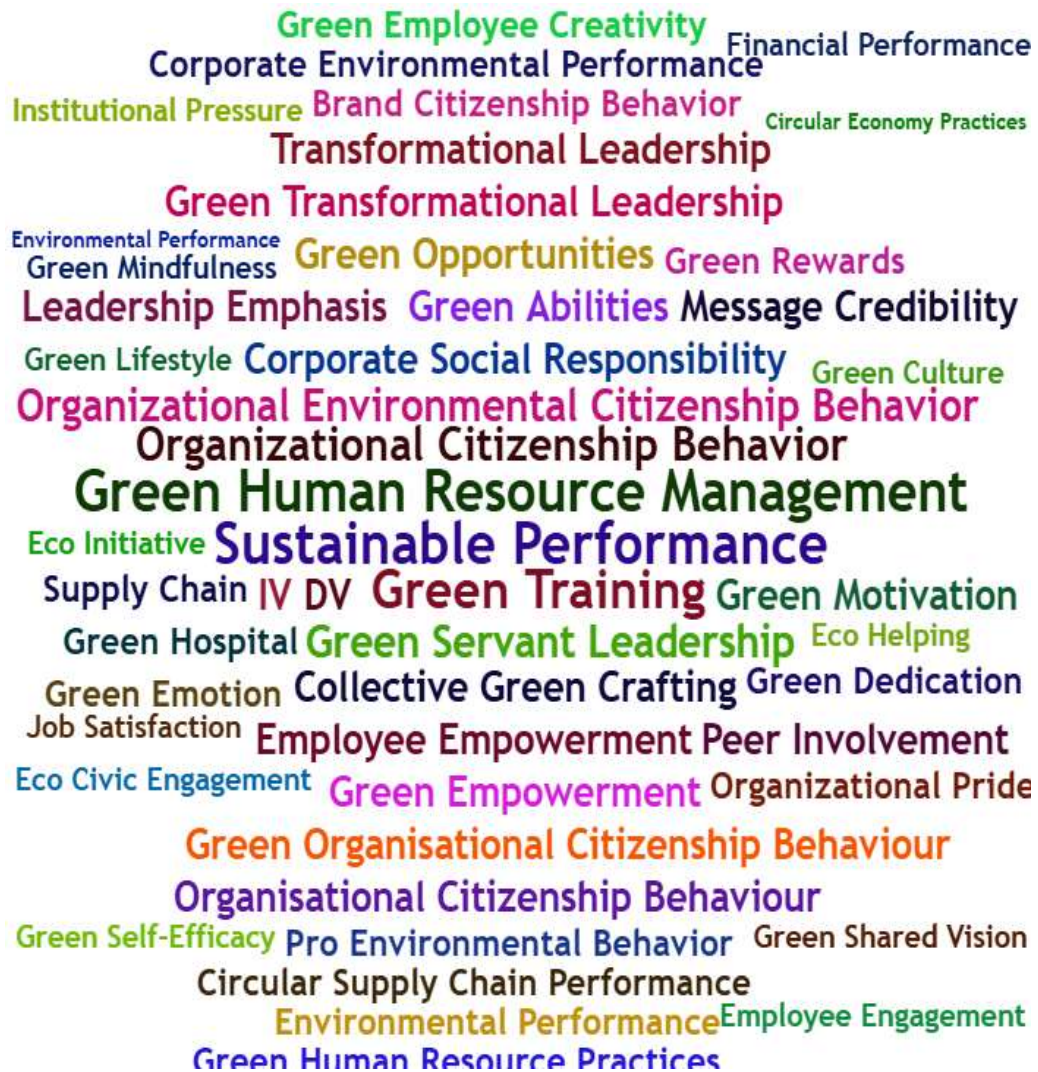 Green Employee Creativity
Financial Performance
Corporate Environmental Performance
Institutional Pressure Brand Citizenship Behavior
Circular Economy Practices
Transformational Leadership
Green Transformational Leadership
Environmental Performance
Green Mindfulness Green Opportunities Green Rewards
Leadership Emphasis Green Abilities Message Credibility
Green Lifestyle Corporate Social Responsibility Green Culture
Organizational Environmental Citizenship Behavior
Organizational Citizenship Behavior
Green Human Resource Management
Eco Initiative Sustainable Performance
Supply Chain IV DV Green Training Green Motivation
Green Hospital Green Servant Leadership Eco Helping
Green Emotion Collective Green Crafting Green Dedication
Job Satisfaction Employee Empowerment Peer Involvement
Eco Civic Engagement Green Empowerment Organizational Pride
Green Organisational Citizenship Behaviour
Organisational Citizenship Behaviour
Green Self-Efficacy Pro Environmental Behavior Green Shared Vision
Circular Supply Chain Performance
Environmental Performance Employee Engagement
Green Human Resource Practices